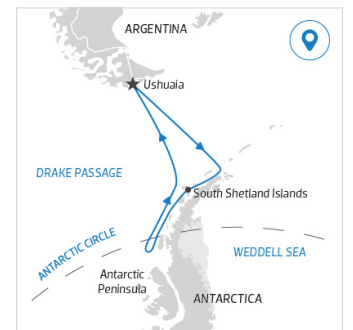 ARGENTINA
Ushuaia
DRAKE PASSAGE
South Shetland Islands
ANTARCTIC CIRCLE
WEDDELL SEA
Antarctic
Peninsula
ANTARCTICA